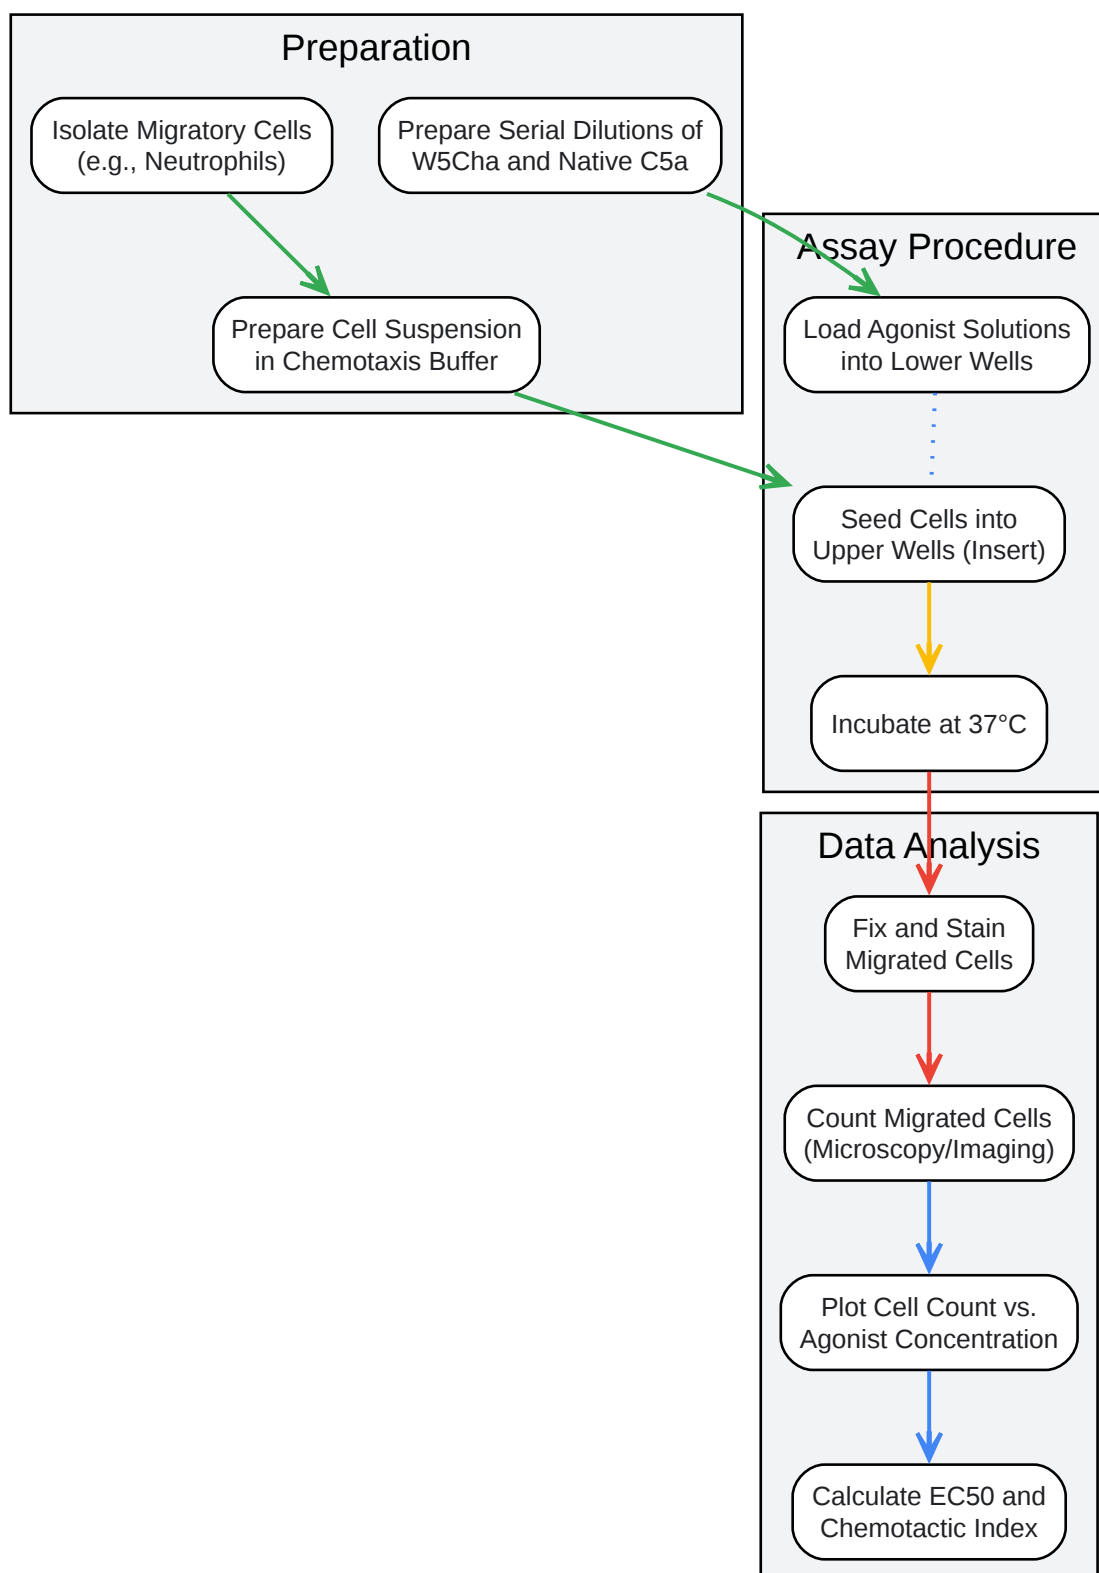 Preparation
Isolate Migratory Cells
(e.g., Neutrophils)
Prepare Serial Dilutions of
W5Cha and Native C5a
Prepare Cell Suspension
in Chemotaxis Buffer
Assay Procedure
Load Agonist Solutions
into Lower Wells
Seed Cells into
Upper Wells (Insert)
Incubate at 37°C
Data Analysis
Fix and Stain
Migrated Cells
Count Migrated Cells
(Microscopy/Imaging)
Plot Cell Count vs.
Agonist Concentration
Calculate EC50 and
Chemotactic Index